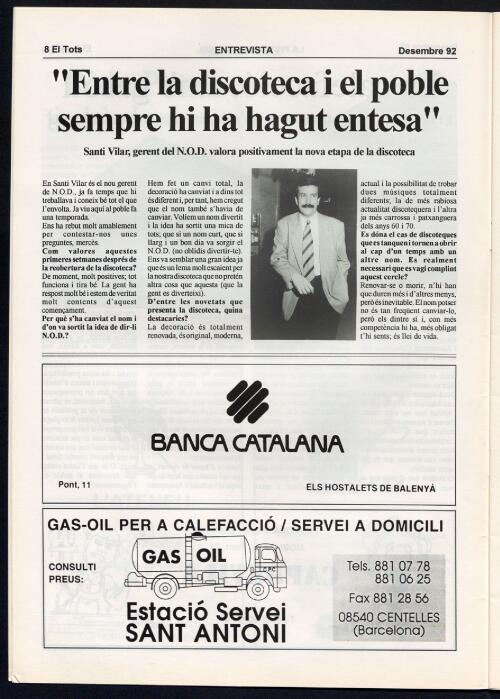 8 El Tots
ENTREVISTA
Desembre 92
"Entre la discoteca i el poble
sempre hi ha hagut entesa"
Santi Vilar, gerent del N.O.D. valora positivament la nova etapa de la discoteca
En Santi Vilar és el nou gerent
de N.O.D., ja fa temps que hi
treballava i coneix bé tot el que
l'envolta. Ja viu aquí al poble fa
una temporada.
Ens ha rebut molt amablement
per contestar-nos unes
preguntes, mercès.
Com valores aquestes
primeres setmanes després de
la reobertura de la discoteca?
De moment, molt positives; tot
funciona i tira bé. La gent ha
respost molt bé i estem de veritat
molt contents d'aquest
començament.
Per què s'ha canviat el nom i
d'on va sortit la idea de dir-li
N.O.D.?
Hem fet un canvi total, la
decoració ha canviat i a dins tot
és diferent i, per tant, hem cregut
que el nom també s'havia de
canviar. Volíem un nom divertit
i la idea ha sortit una mica de
tots; que si un nom curt, que si
llarg i un bon dia va sorgir el
N.O.D. (no oblidis divertir-te).
Ens va semblar una gran idea ja
què és un lema molt escaient per
la nostra discoteca que no pretén
altra cosa que aquesta (que la
gent es diverteixi).
D'entre les novetats que
presenta la discoteca, quina
destacaries?
La decoració és totalment
renovada, és original, moderna,
actual i la possibilitat de trobar
dues músiques totalment
diferents; la de més rabiosa
actualitat discotequera i l'altra
ja més carrossa i patxanguera
dels anys 60 i 70.
Es dóna el cas de discoteques
que es tanquen i tornen a obrir
al cap d'un temps amb un
altre nom. Es realment
necessari que es vagi complint
aquest cercle?
Renovar-se o morir, n'hi han
que duren més i d'altres menys,
però és inevitable. El nom potser
no és tan freqüent canviar-lo,
però els dintre sí i, con més
competència hi ha, més obligat
t'hi sents; és llei de vida.
BANCA CATALANA
Pont, 11
ELS HOSTALETS DE BALENYÀ
GAS-OIL PER A CALEFACCIÓ / SERVEI A DOMICILI
CONSULTI
PREUS:
GAS OIL
CPC
Estació Servei
SANT ANTONI
Tels. 881 07 78
881 06 25
Fax 881 28 56
08540 CENTELLES
(Barcelona)